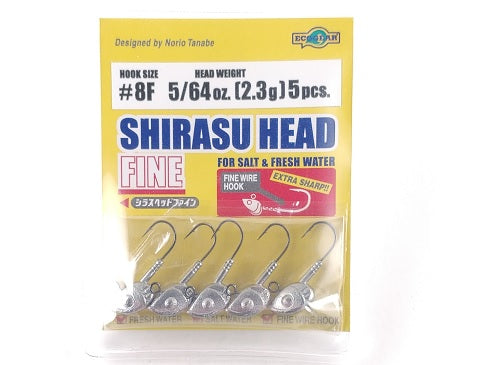 Designed by Norio Tanabe
ECOGEAR
HOOK SIZE
HEAD WEIGHT
#8F 5/64oz. (2.3g) 5pcs.
SHIRASU HEAD
FINE
FOR SALT & FRESH WATER
FINE WIRE
HOOK
EXTRA SHARP!!
シラスヘッドファイン
FRESH WATER
SALT WATER
FINE WIRE HOOK